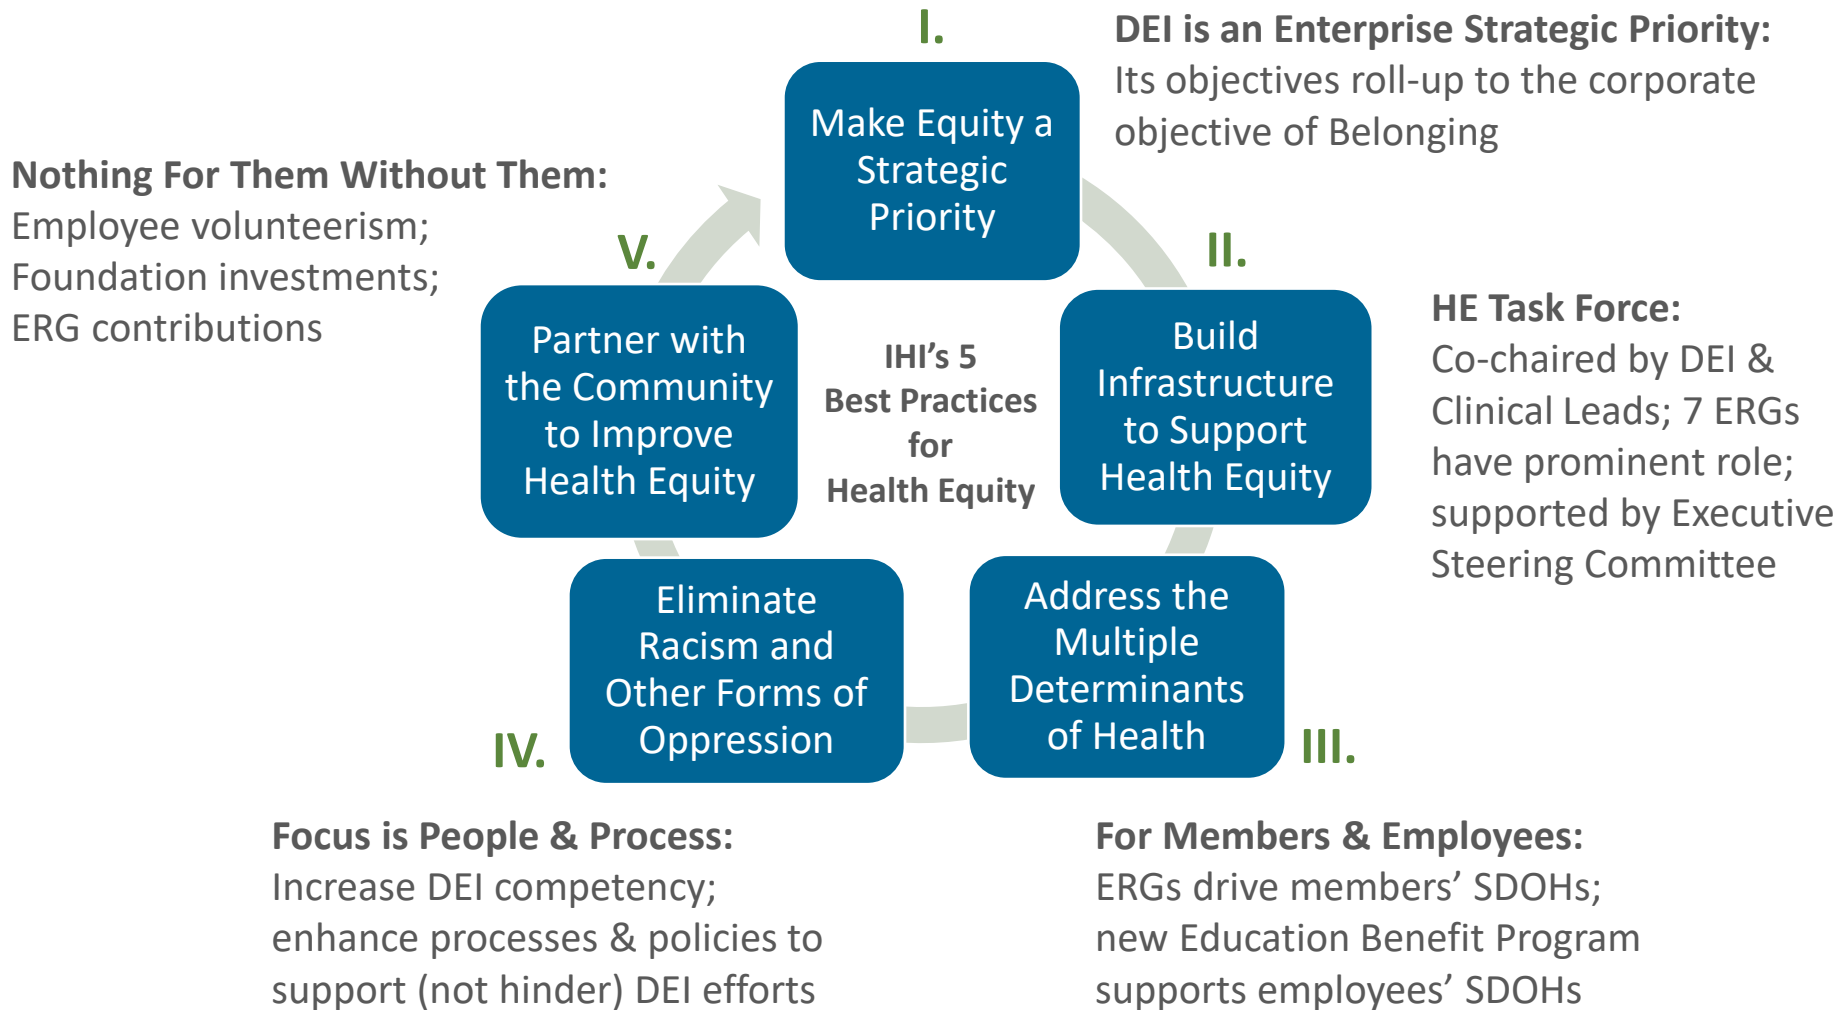 I.
Make Equity a
Strategic
Priority
DEI is an Enterprise Strategic Priority:
Its objectives roll-up to the corporate
objective of Belonging
II.
Build
Infrastructure
to Support
Health Equity
HE Task Force:
Co-chaired by DEI &
Clinical Leads; 7 ERGs
have prominent role;
supported by Executive
Steering Committee
III.
Address the
Multiple
Determinants
of Health
For Members & Employees:
ERGs drive members’ SDOHs;
new Education Benefit Program
supports employees’ SDOHs
IV.
Eliminate
Racism and
Other Forms of
Oppression
Focus is People & Process:
Increase DEI competency;
enhance processes & policies to
support (not hinder) DEI efforts
V.
Partner with
the Community
to Improve
Health Equity
Nothing For Them Without Them:
Employee volunteerism;
Foundation investments;
ERG contributions
IHI’s 5
Best Practices
for
Health Equity